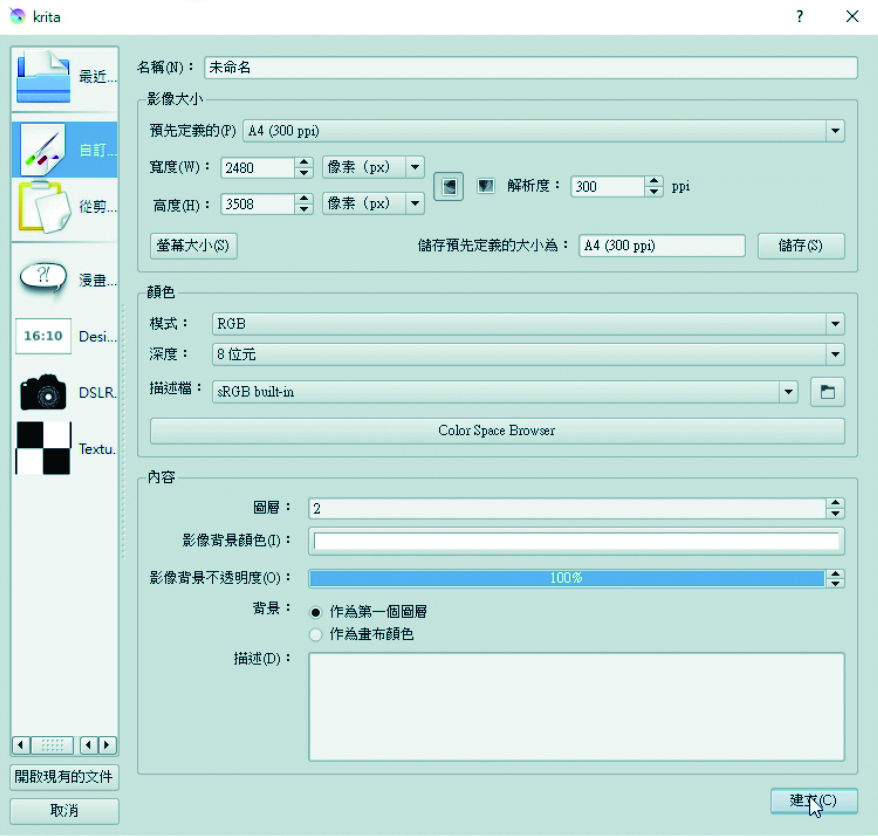 krita
? ×
最近...
自訂...
從剪...
?!
漫畫...
16:10
Desi...
DSLR.
Textu.
開啟現有的文件
取消
名稱(N)： 未命名
影像大小
預先定義的(P) A4 (300 ppi)
寬度(W)： 2480 像素 (px)
高度(H)： 3508 像素 (px)
解析度： 300 ppi
螢幕大小(S) 儲存預先定義的大小為： A4 (300 ppi) 儲存(S)
顏色
模式： RGB
深度： 8 位元
描述檔： sRGB built-in
Color Space Browser
內容
圖層： 2
影像背景顏色(I)：
影像背景不透明度(O)： 100%
背景： 作為第一個圖層
作為畫布顏色
描述(D)：
建立(C)